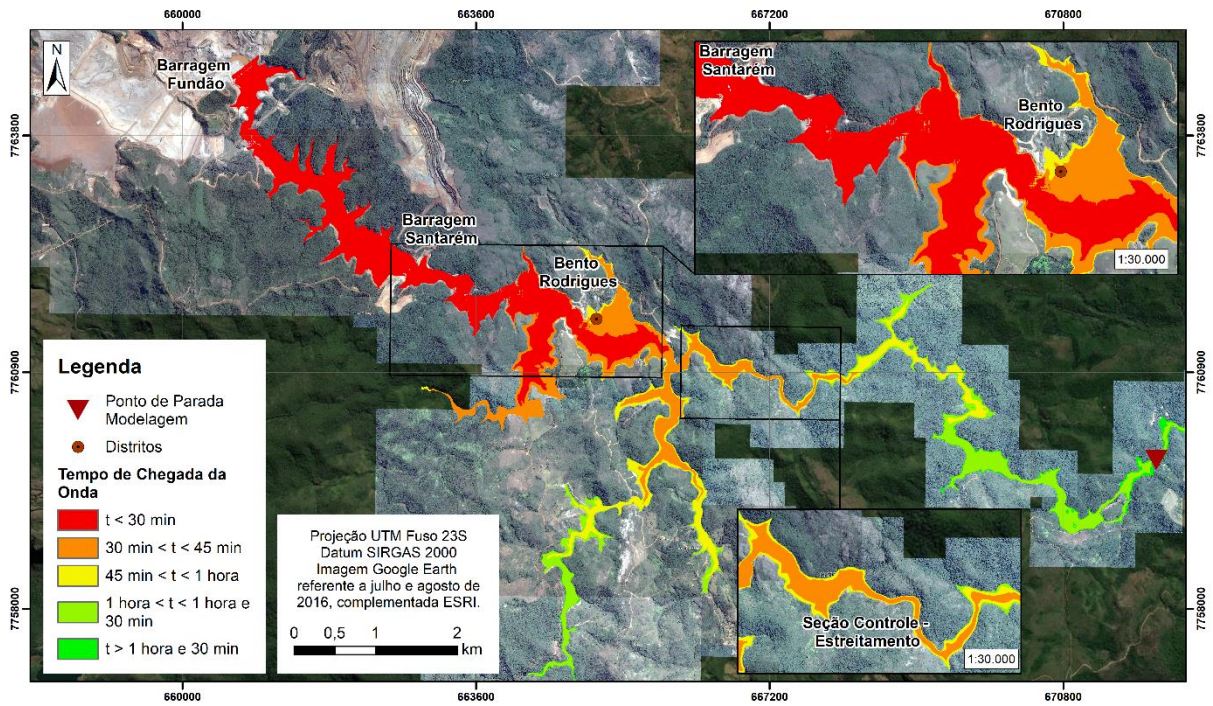 660000
663600
667200
670800
N
Barragem
Fundão
Barragem
Santarém
Bento
Rodrigues
1:30.000
7763800
7763800
Barragem
Santarém
Bento
Rodrigues
7760900
7760900
Legenda
Ponto de Parada
Modelagem
Distritos
Tempo de Chegada da
Onda
t < 30 min
30 min < t < 45 min
45 min < t < 1 hora
1 hora < t < 1 hora e
30 min
t > 1 hora e 30 min
Projeção UTM Fuso 23S
Datum SIRGAS 2000
Imagem Google Earth
referente a julho e agosto de
2016, complementada ESRI.
0 0,5 1 2
km
Seção Controle -
Estreitamento
1:30.000
7758000
7758000
660000
663600
667200
670800